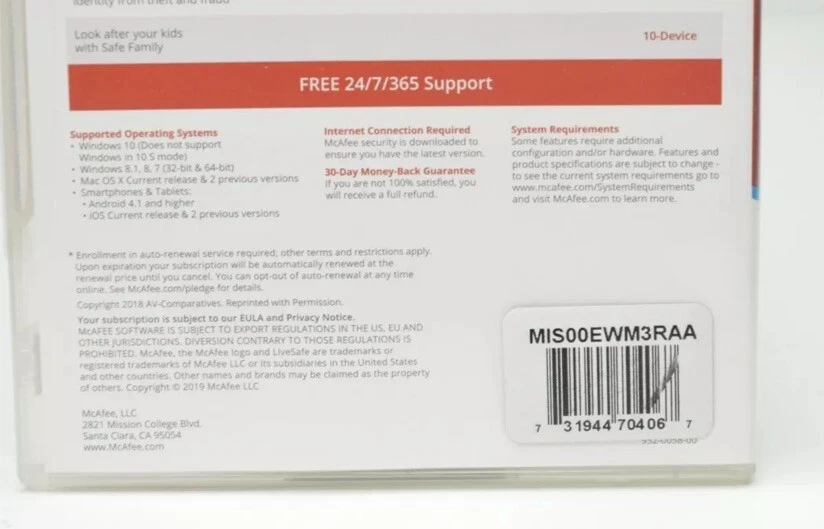 identity from theft and fraud
Look after your kids
with Safe Family
10-Device
FREE 24/7/365 Support
Supported Operating Systems
• Windows 10 (Does not support
Windows in 10 S mode)
• Windows 8.1, 8, 7 (32-bit & 64-bit)
• Mac OS X Current release & 2 previous versions
• Smartphones & Tablets:
• Android 4.1 and higher
• iOS Current release & 2 previous versions
Internet Connection Required
McAfee security is downloaded to
ensure you have the latest version.
30-Day Money-Back Guarantee
If you are not 100% satisfied, you
will receive a full refund.
System Requirements
Some features require additional
configuration and/or hardware. Features and
product specifications are subject to change -
to see the current system requirements go to
www.mcafee.com/SystemRequirements
and visit McAfee.com to learn more.
* Enrollment in auto-renewal service required; other terms and restrictions apply.
Upon expiration your subscription will be automatically renewed at the
renewal price until you cancel. You can opt-out of auto-renewal at any time
online. See McAfee.com/pledge for details.
Copyright 2018 AV-Comparatives. Reprinted with Permission.
Your subscription is subject to our EULA and Privacy Notice.
McAFEE SOFTWARE IS SUBJECT TO EXPORT REGULATIONS IN THE US, EU AND
OTHER JURISDICTIONS. DIVERSION CONTRARY TO THOSE REGULATIONS IS
PROHIBITED. McAfee, the McAfee logo and LiveSafe are trademarks or
registered trademarks of McAfee LLC or its subsidiaries in the United States
and other countries. Other names and brands may be claimed as the property
of others. Copyright © 2019 McAfee LLC
McAfee, LLC
2821 Mission College Blvd.
Santa Clara, CA 95054
www.McAfee.com
MIS00EWM3RAA
7 31944 70406 7